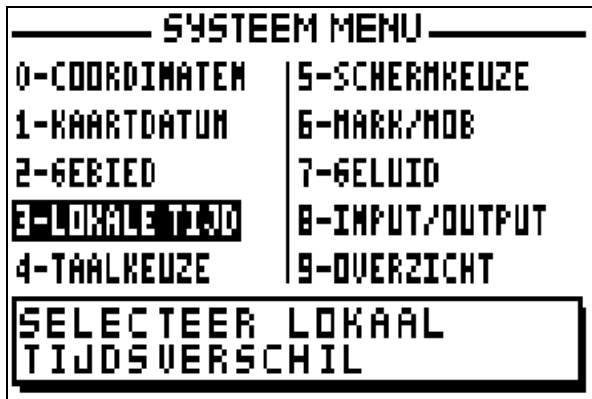 SYSTEEM MENU
0-COORDINATEN
1-KAARTDATUM
2-GEBIED
3-LOKALE TIJD
4-TAALKEUZE
5-SCHERMKEUZE
6-MARK/MOB
7-GELUID
8-INPUT/OUTPUT
9-OVERZICHT
SELECTEER LOKAAL
TIJDSVERSCHIL